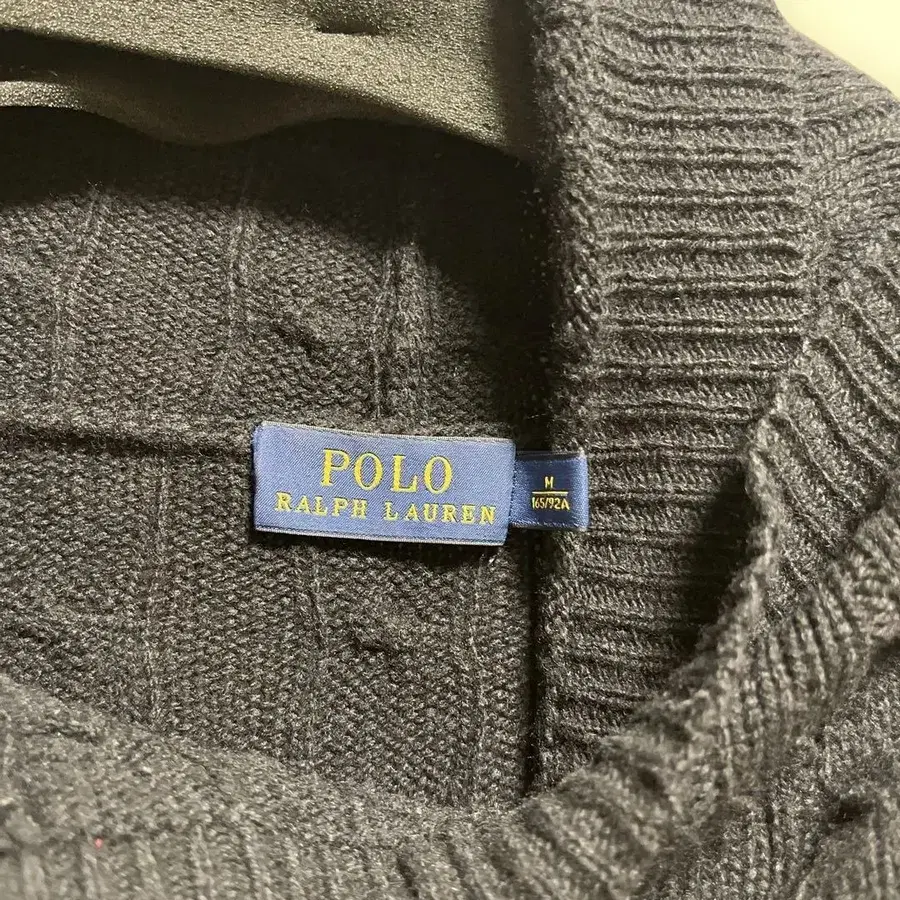 POLO
RALPH LAUREN
M
165/92A